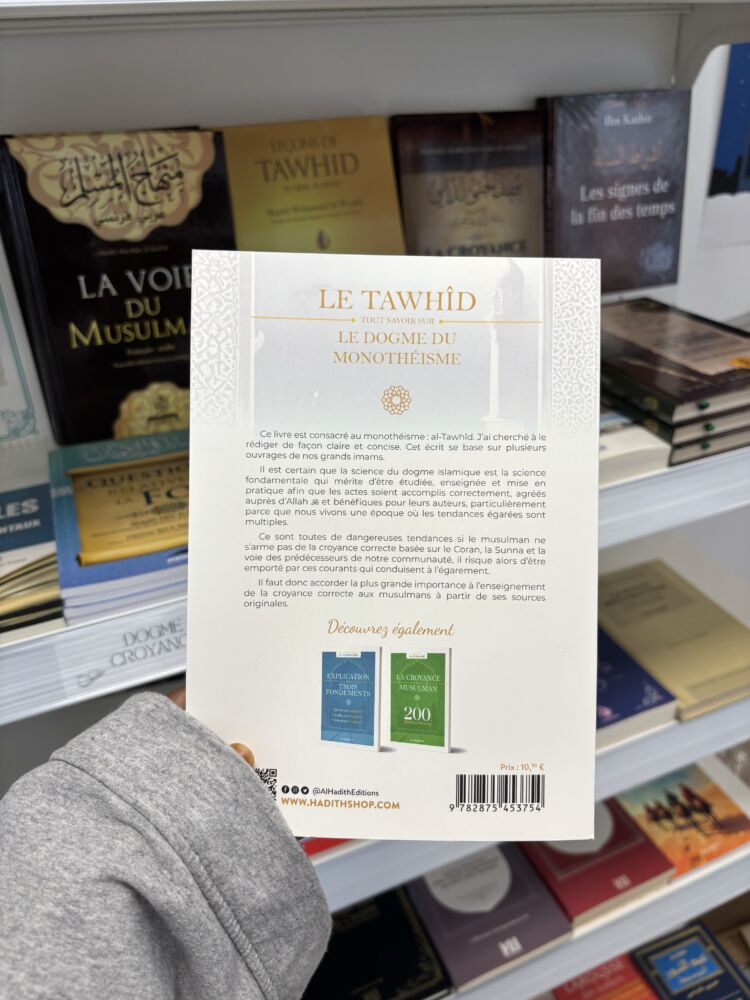 Ibn Kathir
Les signes de
la fin des temps
LEÇONS DE
TAWHID
منهاج المسلم
عربي فرنسي
LA CROYANCE
LA VOIE
DU
MUSULMA
LE TAWHÎD
TOUT SAVOIR SUR
LE DOGME DU
MONOTHÉISME
Ce livre est consacré au monothéisme : al-Tawhîd. J'ai cherché à le
rédiger de façon claire et concise. Cet écrit se base sur plusieurs
ouvrages de nos grands imams.
Il est certain que la science du dogme islamique est la science
fondamentale qui mérite d'être étudiée, enseignée et mise en
pratique afin que les actes soient accomplis correctement, agréés
auprès d'Allah ﷻ et bénéfiques pour leurs auteurs, particulièrement
parce que nous vivons une époque où les tendances égarées sont
multiples.
Ce sont toutes de dangereuses tendances si le musulman ne
s'arme pas de la croyance correcte basée sur le Coran, la Sunna et la
voie des prédécesseurs de notre communauté, il risque alors d'être
emporté par ces courants qui conduisent à l'égarement.
Il faut donc accorder la plus grande importance à l'enseignement
de la croyance correcte aux musulmans à partir de ses sources
originales.
Découvrez également
EXPLICATION
TROIS
FONDEMENTS
LA CROYANCE
MUSULMAN
200
Prix : 10,90 €
@AlHadithEditions
WWW.HADITHSHOP.COM
9 782875 453754
DOGME
CROYANC